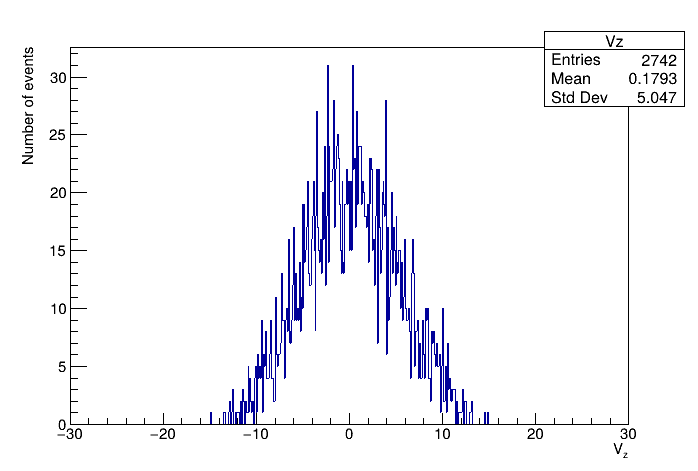 Vz
Entries 2742
Mean 0.1793
Std Dev 5.047
Number of events
30
25
20
15
10
5
0
−30 −20 −10 0 10 20 30
Vz